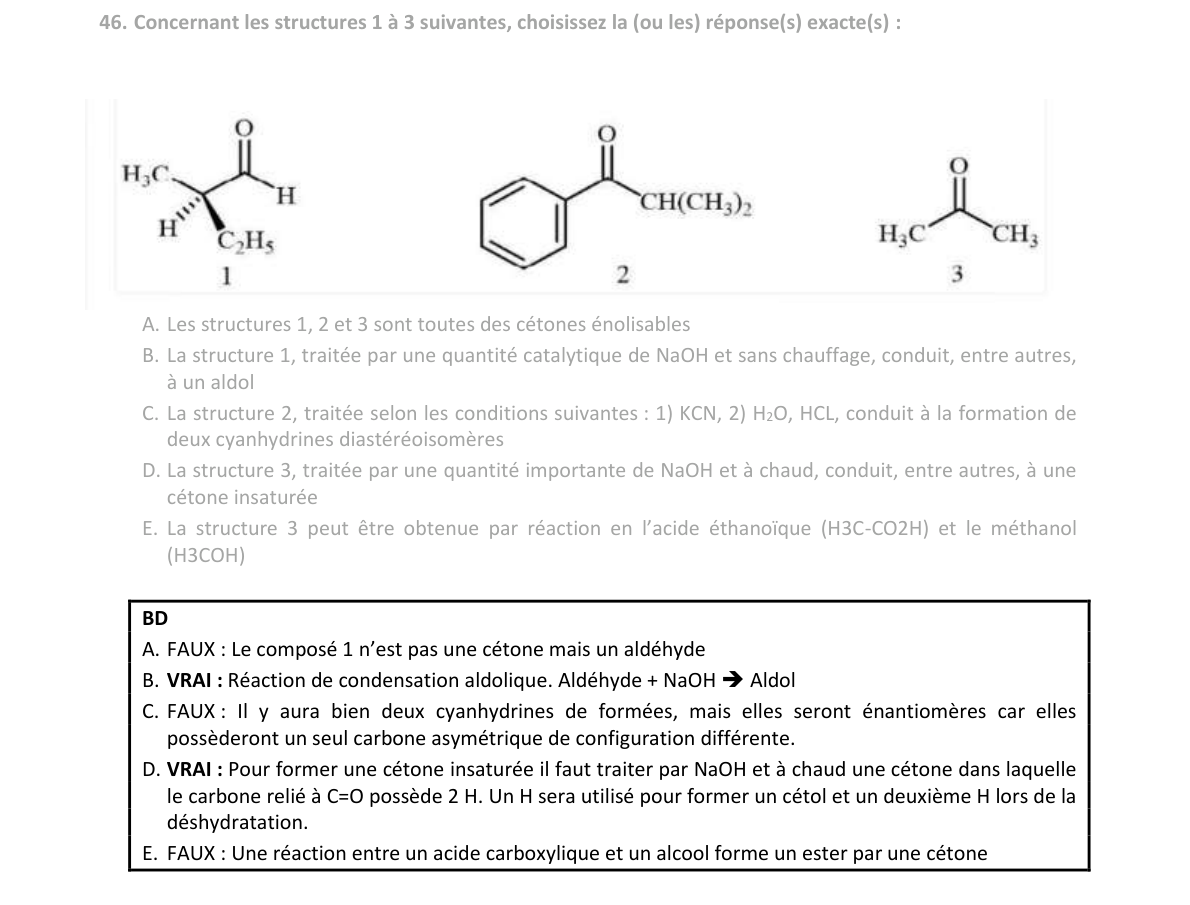 46. Concernant les structures 1 à 3 suivantes, choisissez la (ou les) réponse(s) exacte(s) :
O
H₃C
H
H
C₂H₅
1
O
CH(CH₃)₂
2
O
H₃C
CH₃
3
A. Les structures 1, 2 et 3 sont toutes des cétones énolisables
B. La structure 1, traitée par une quantité catalytique de NaOH et sans chauffage, conduit, entre autres,
à un aldol
C. La structure 2, traitée selon les conditions suivantes : 1) KCN, 2) H₂O, HCL, conduit à la formation de
deux cyanhydrines diastéréoisomères
D. La structure 3, traitée par une quantité importante de NaOH et à chaud, conduit, entre autres, à une
cétone insaturée
E. La structure 3 peut être obtenue par réaction en l’acide éthanoïque (H3C-CO2H) et le méthanol
(H3COH)
BD
A. FAUX : Le composé 1 n’est pas une cétone mais un aldéhyde
B. VRAI : Réaction de condensation aldolique. Aldéhyde + NaOH ➔ Aldol
C. FAUX : Il y aura bien deux cyanhydrines de formées, mais elles seront énantiomères car elles
possèderont un seul carbone asymétrique de configuration différente.
D. VRAI : Pour former une cétone insaturée il faut traiter par NaOH et à chaud une cétone dans laquelle
le carbone relié à C=O possède 2 H. Un H sera utilisé pour former un cétol et un deuxième H lors de la
déshydratation.
E. FAUX : Une réaction entre un acide carboxylique et un alcool forme un ester par une cétone